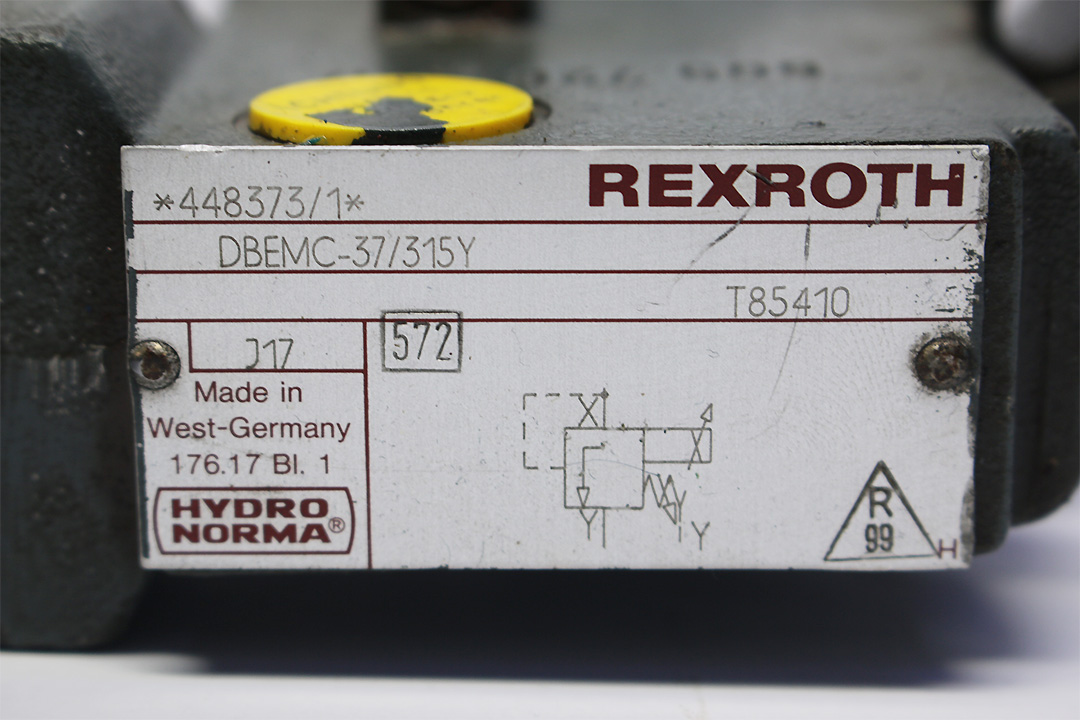 *448373/1*
REXROTH
DBEMC-37/315Y
T85410
J17
572
Made in
West-Germany
176.17 Bl. 1
HYDRO
NORMA®
X
Y
Y
R
99
H